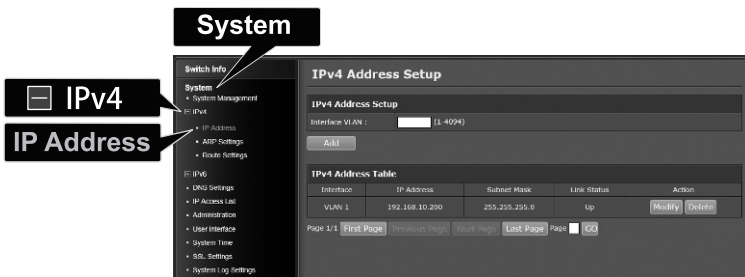 System
IPv4
IP Address
Switch Info
System
System Management
IPv4
IP Address
ARP Settings
Route Settings
IPv6
DNS Settings
IP Access List
Administration
User Interface
System Time
SSL Settings
System Log Settings
IPv4 Address Setup
IPv4 Address Setup
Interface VLAN : (1-4094)
Add
IPv4 Address Table
Interface IP Address Subnet Mask Link Status Action
VLAN 1 192.168.10.200 255.255.255.0 Up Modify Delete
Page 1/1 First Page Previous Page Next Page Last Page Page GO